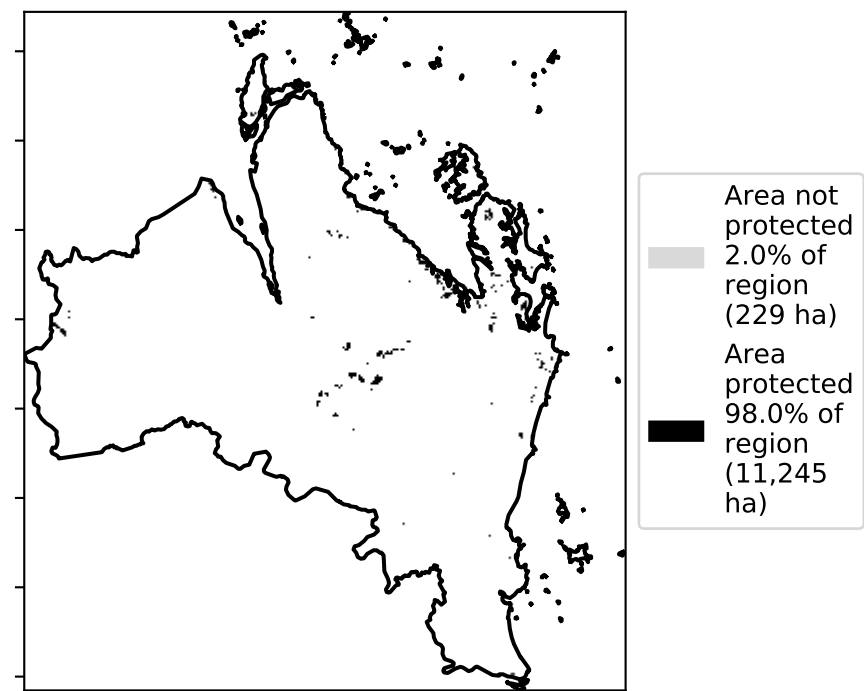 Area not
protected
2.0% of
region
(229 ha)
Area
protected
98.0% of
region
(11,245
ha)